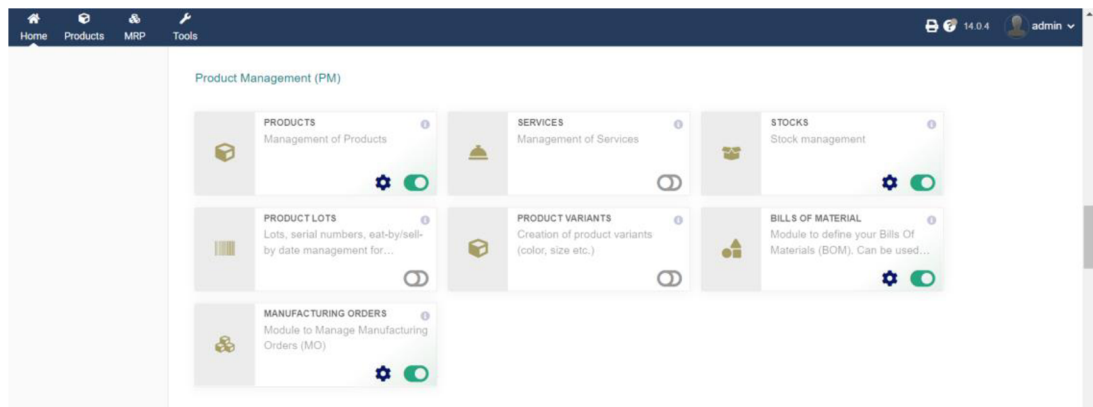 Home Products MRP Tools 14.0.4 admin
Product Management (PM)
PRODUCTS
Management of Products
SERVICES
Management of Services
STOCKS
Stock management
PRODUCT LOTS
Lots, serial numbers, eat-by/sell-
by date management for...
PRODUCT VARIANTS
Creation of product variants
(color, size etc.)
BILLS OF MATERIAL
Module to define your Bills Of
Materials (BOM). Can be used...
MANUFACTURING ORDERS
Module to Manage Manufacturing
Orders (MO)